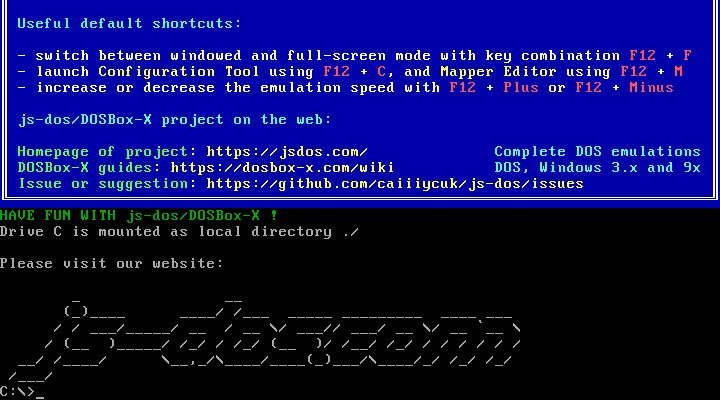 Useful default shortcuts:
- switch between windowed and full-screen mode with key combination F12 + F
- launch Configuration Tool using F12 + C, and Mapper Editor using F12 + M
- increase or decrease the emulation speed with F12 + Plus or F12 + Minus
js-dos/DOSBox-X project on the web:
Homepage of project: https://jsdos.com/ Complete DOS emulations
DOSBox-X guides: https://dosbox-x.com/wiki DOS, Windows 3.x and 9x
Issue or suggestion: https://github.com/caiiiycuk/js-dos/issues
HAVE FUN WITH js-dos/DOSBox-X !
Drive C is mounted as local directory ./
Please visit our website:
js-dos.com
C:\>_